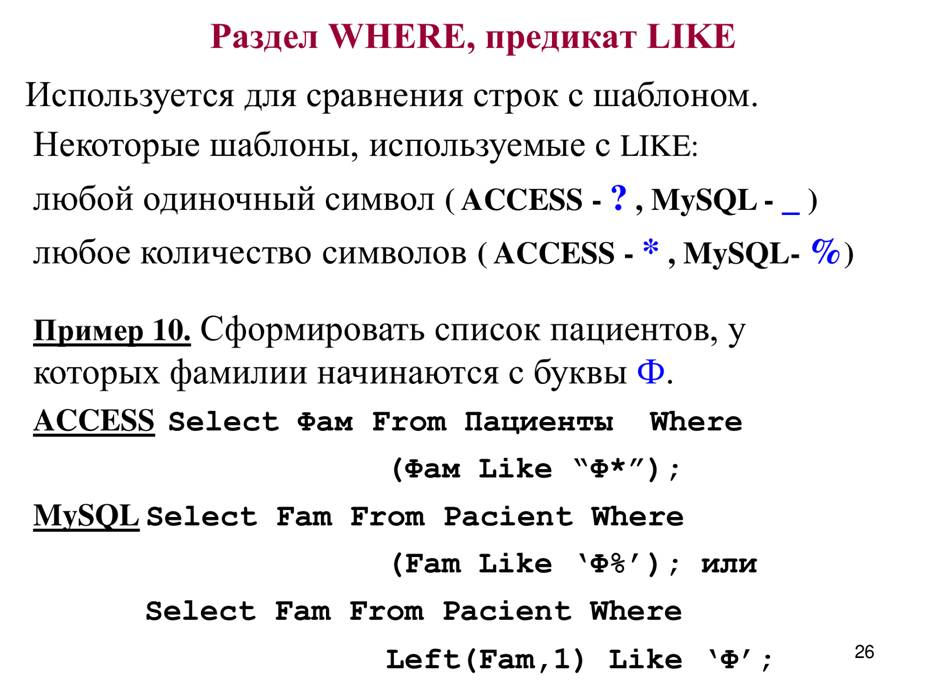 Раздел WHERE, предикат LIKE
Используется для сравнения строк с шаблоном.
Некоторые шаблоны, используемые с LIKE:
любой одиночный символ ( ACCESS - ? , MySQL - _ )
любое количество символов ( ACCESS - * , MySQL- % )
Пример 10. Сформировать список пациентов, у
которых фамилии начинаются с буквы Ф.
ACCESS Select Фам From Пациенты Where
(Фам Like “Ф*”);
MySQL Select Fam From Pacient Where
(Fam Like ‘Ф%’); или
Select Fam From Pacient Where
Left(Fam,1) Like ‘Ф’;
26